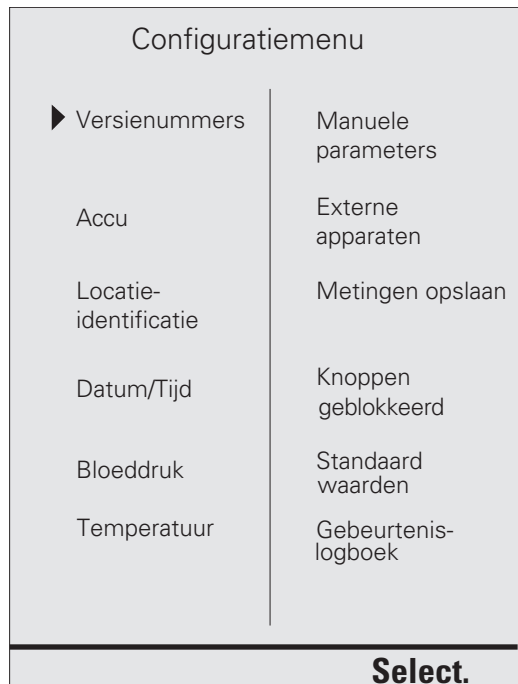 Configuratiemenu
Versienummers
Accu
Locatie-
identificatie
Datum/Tijd
Bloeddruk
Temperatuur
Manuele
parameters
Externe
apparaten
Metingen opslaan
Knoppen
geblokkeerd
Standaard
waarden
Gebeurtenis-
logboek
Select.